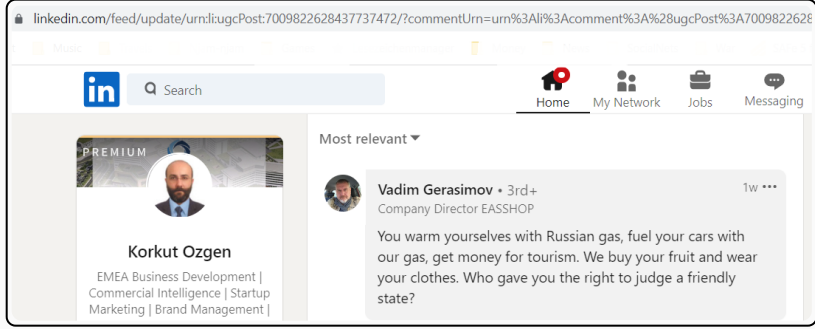 linkedin.com/feed/update/urn:li:ugcPost:7009822628437737472/?commentUrn=urn%3Ali%3Acomment%3A%28ugcPost%3A7009822628
in
Search
Home
My Network
Jobs
Messaging
PREMIUM
Korkut Ozgen
EMEA Business Development |
Commercial Intelligence | Startup
Marketing | Brand Management |
Most relevant
Vadim Gerasimov • 3rd+
1w
Company Director EASSHOP
You warm yourselves with Russian gas, fuel your cars with
our gas, get money for tourism. We buy your fruit and wear
your clothes. Who gave you the right to judge a friendly
state?